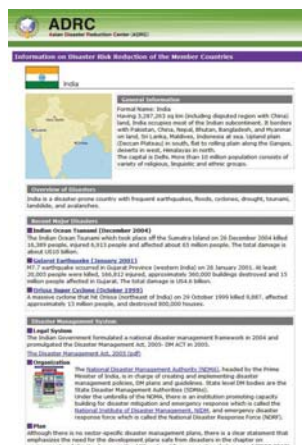 ADRC
Asian Disaster Reduction Center (ADRC)
Information on Disaster Risk Reduction of the Member Countries
India
General Information
Formal Name: India
Having 3,287,263 sq km (including disputed region with China)
land, India occupies most of the Indian subcontinent. It borders
with Pakistan, China, Nepal, Bhutan, Bangladesh, and Myanmar
on land, Sri Lanka, Maldives, Indonesia at sea. Upland plain
(Deccan Plateau) in south, flat to rolling plain along the Ganges,
deserts in west, Himalayas in north.
The capital is Delhi. More than 10 million population consists of
variety of religious, linguistic and ethnic groups.
Overview of Disasters
India is a disaster-prone country with frequent earthquakes, floods, cyclones, drought, tsunami,
landslide, and avalanches.
Recent Major Disasters
Indian Ocean Tsunami (December 2004)
The Indian Ocean Tsunami which took place off the Sumatra Island on 26 December 2004 killed
16,389 people, injured 6,913 people and affected about 65 million people. The total damage is
about
Gujarat Earthquake (January 2001)
M7.7 earthquake occurred in Gujarat Province (western India) on 26 January 2001. At least
20,005 people were killed, 166,812 injured, approximately 360,000 buildings destroyed and 15
million people affected in Gujarat. The total damage is
Orissa Super Cyclone (October 1999)
A massive cyclone that hit Orissa (northeast of India) on 29 October 1999 killed 9,887, affected
approximately 13 million people, and destroyed 800,000 houses.
Disaster Management System
Legal System
The Indian Government formulated a national disaster framework in 2004 and
promulgated the Disaster Management Act, 2005- DM ACT in 2005.
The Disaster Management Act, 2005 (pdf)
Organization
The National Disaster Management Authority (NDMA), headed by the Prime
Minister of India, is in charge of creating and implementing disaster
management policies, DM plans and guidelines. State level DM bodies are the
State Disaster Management Authorities (SDMAs).
Under the umbrella of the NDMA, there is an institution promoting capacity
building for disaster mitigation and emergency response which is called the
National Institute of Disaster Management, NIDM, and emergency disaster
response force which is called the National Disaster Response Force (NDRF).
Plan
Although there is no sector-specific disaster management plans, there is a clear statement that
emphasizes the need for the development plans safe from disasters in the chapter on